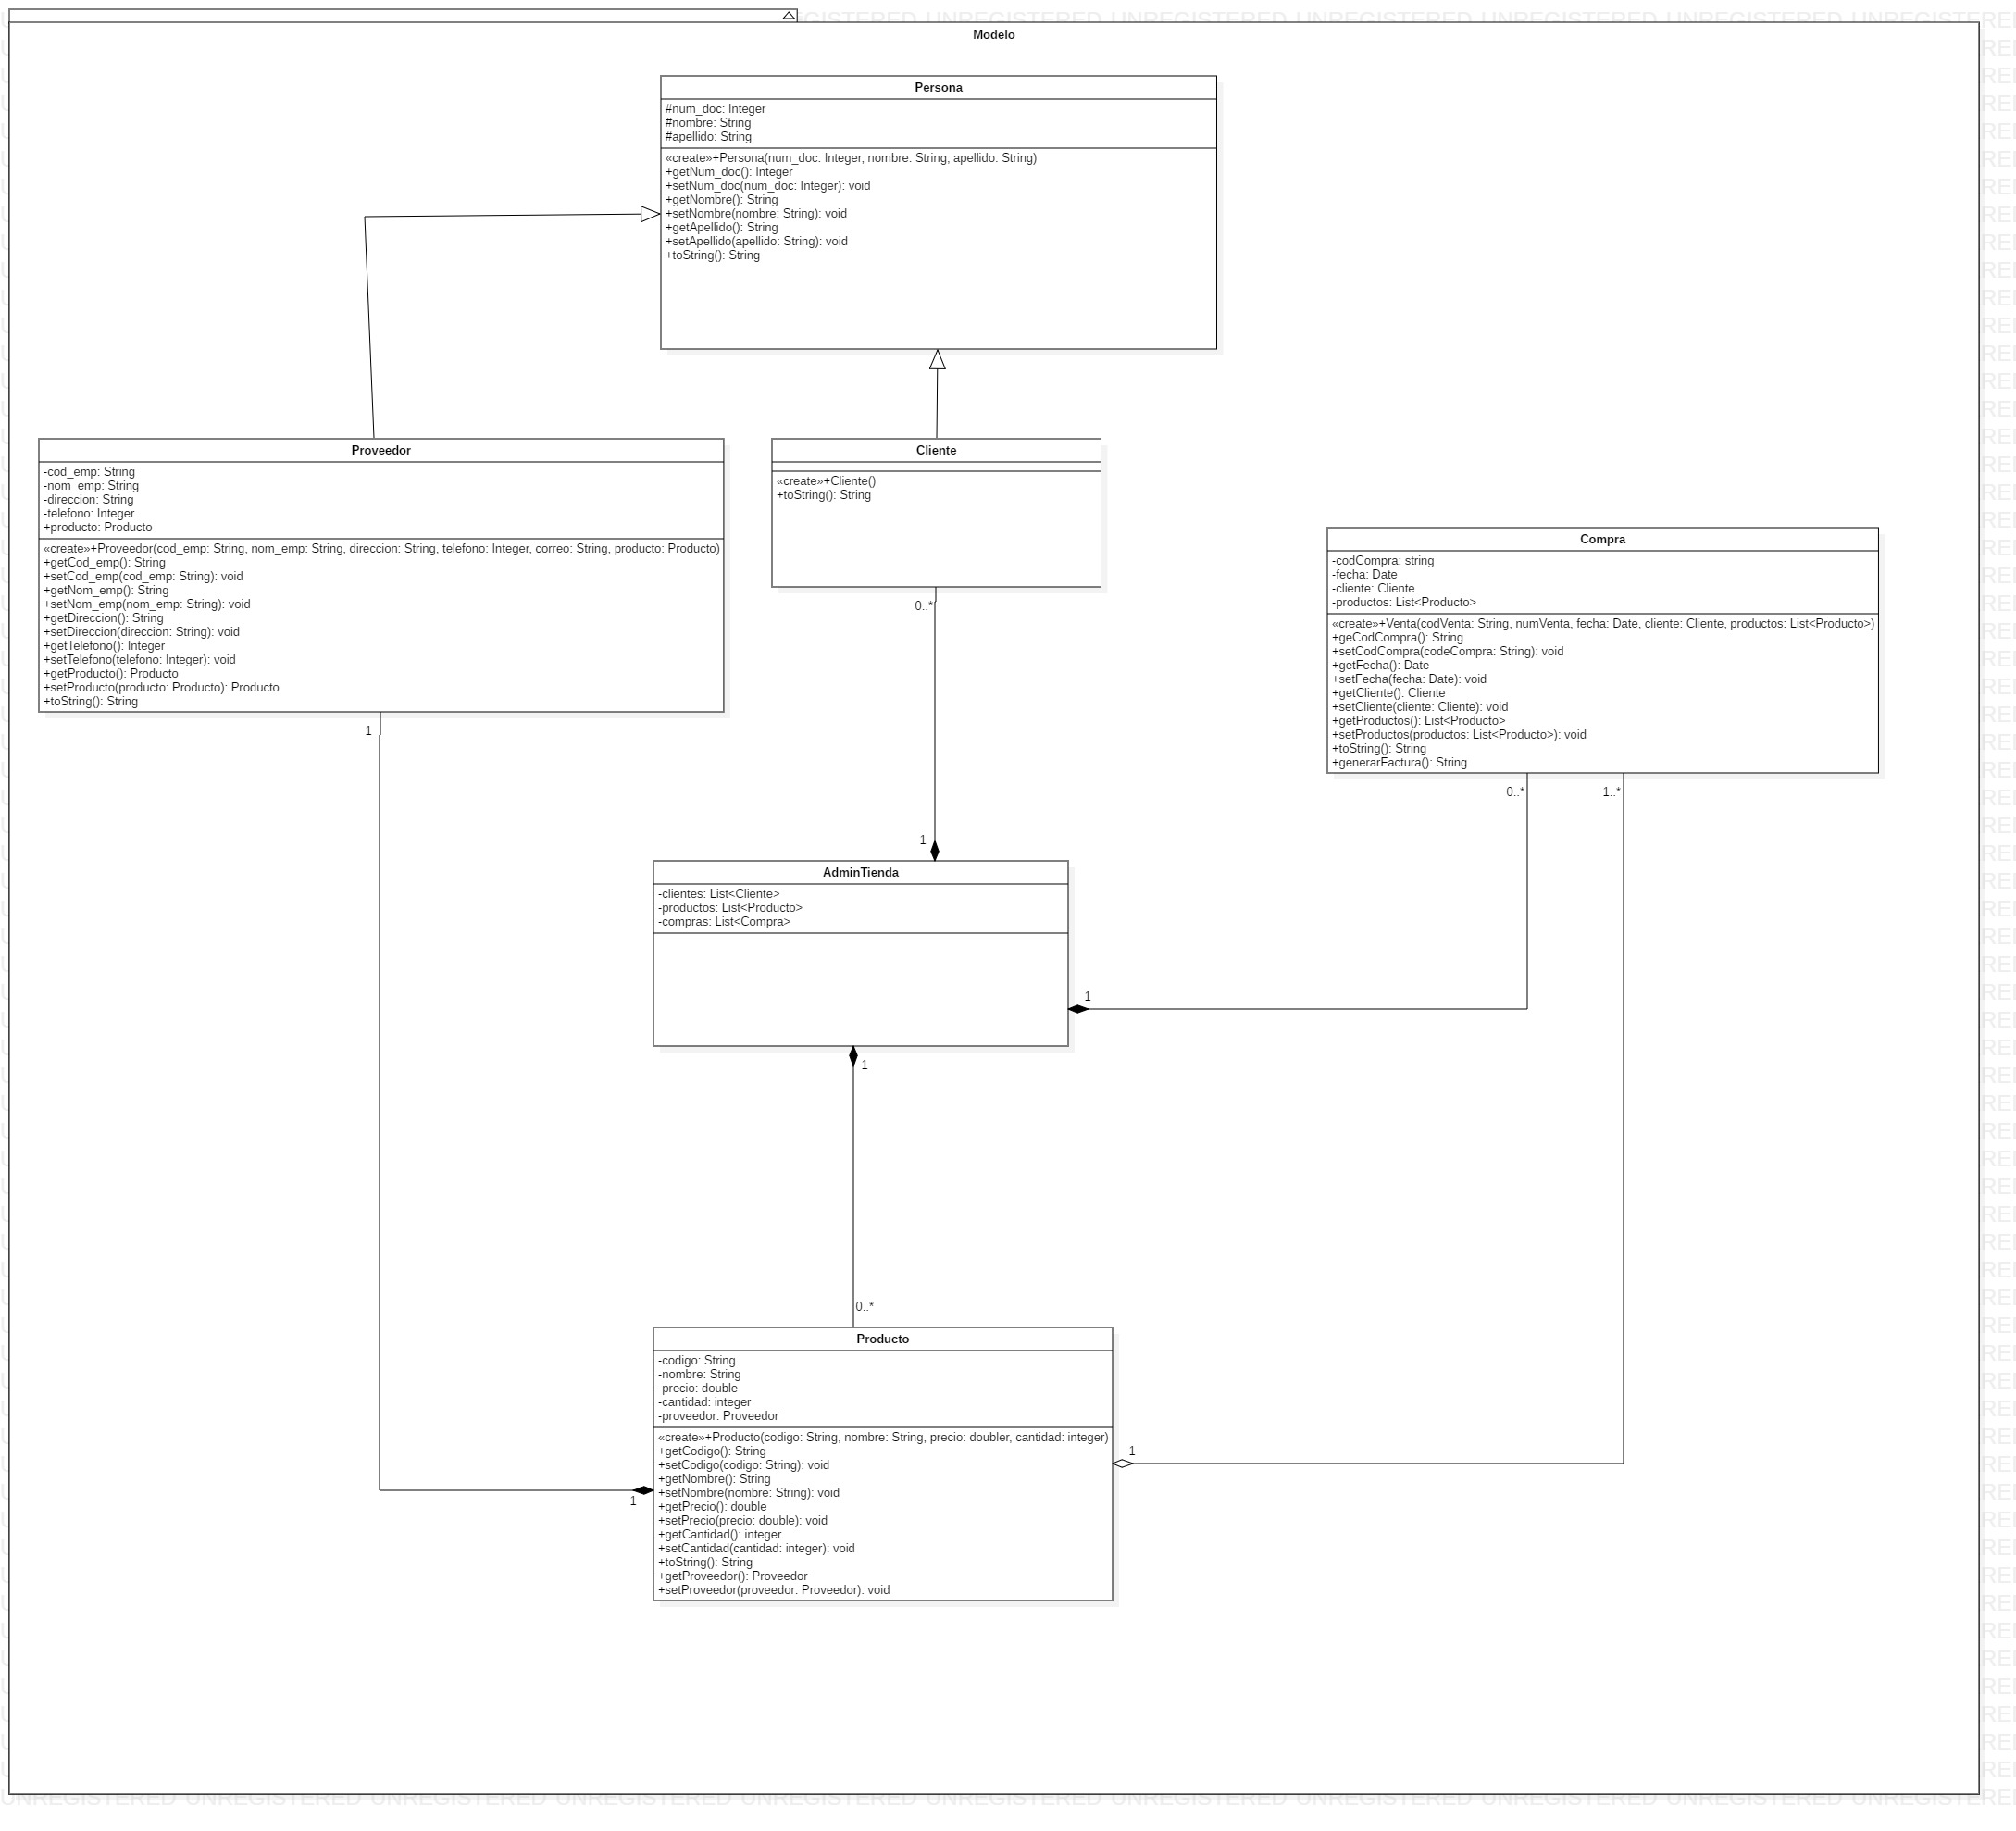 Modelo
Persona
#num_doc: Integer
#nombre: String
#apellido: String
«create»+Persona(num_doc: Integer, nombre: String, apellido: String)
+getNum_doc(): Integer
+setNum_doc(num_doc: Integer): void
+getNombre(): String
+setNombre(nombre: String): void
+getApellido(): String
+setApellido(apellido: String): void
+toString(): String
Proveedor
-cod_emp: String
-nom_emp: String
-direccion: String
-telefono: Integer
+producto: Producto
«create»+Proveedor(cod_emp: String, nom_emp: String, direccion: String, telefono: Integer, correo: String, producto: Producto)
+getCod_emp(): String
+setCod_emp(cod_emp: String): void
+getNom_emp(): String
+setNom_emp(nom_emp: String): void
+getDireccion(): String
+setDireccion(direccion: String): void
+getTelefono(): Integer
+setTelefono(telefono: Integer): void
+getProducto(): Producto
+setProducto(producto: Producto): Producto
+toString(): String
1
Cliente
«create»+Cliente()
+toString(): String
0..*
Compra
-codCompra: string
-fecha: Date
-cliente: Cliente
-productos: List<Producto>
«create»+Venta(codVenta: String, numVenta, fecha: Date, cliente: Cliente, productos: List<Producto>)
+geCodCompra(): String
+setCodCompra(codeCompra: String): void
+getFecha(): Date
+setFecha(fecha: Date): void
+getCliente(): Cliente
+setCliente(cliente: Cliente): void
+getProductos(): List<Producto>
+setProductos(productos: List<Producto>): void
+toString(): String
+generarFactura(): String
0..*
1..*
1
AdminTienda
-clientes: List<Cliente>
-productos: List<Producto>
-compras: List<Compra>
1
1
0..*
Producto
-codigo: String
-nombre: String
-precio: double
-cantidad: integer
-proveedor: Proveedor
«create»+Producto(codigo: String, nombre: String, precio: doubler, cantidad: integer)
+getCodigo(): String
+setCodigo(codigo: String): void
+getNombre(): String
+setNombre(nombre: String): void
+getPrecio(): double
+setPrecio(precio: double): void
+getCantidad(): integer
+setCantidad(cantidad: integer): void
+toString(): String
+getProveedor(): Proveedor
+setProveedor(proveedor: Proveedor): void
1
1
UNREGISTERED UNREGISTERED UNREGISTERED UNREGISTERED UNREGISTERED UNREGISTERED UNREGISTERED UNREGISTERED UNREGISTERED UNREGISTERED